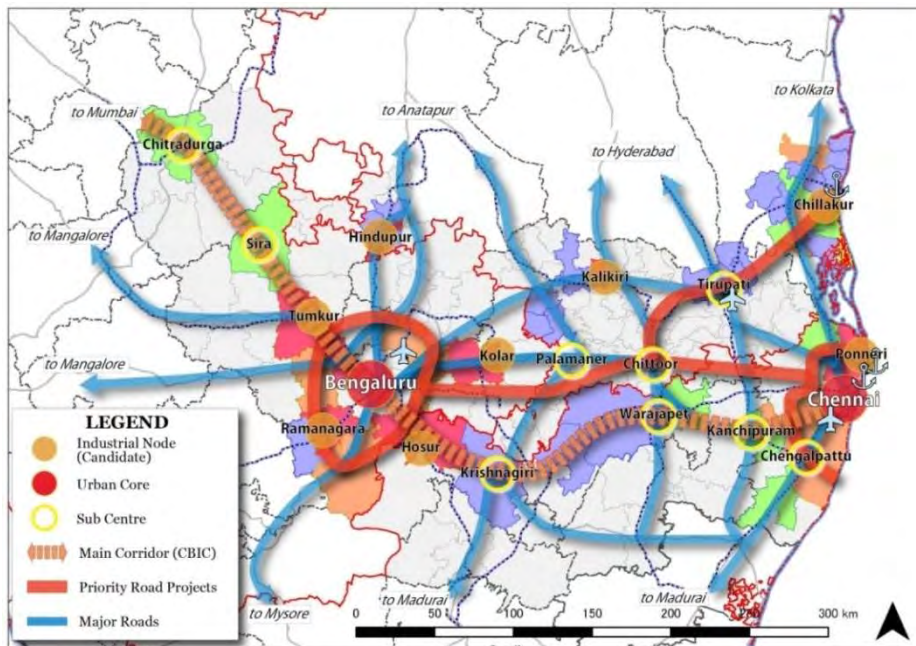 to Kolkata
to Mumbai
to Anatapur
Chitradurga
to Hyderabad
Chillakur
to Mangalore
Sira
Hindupur
Kalikiri
Tirupati
Tumkur
to Mangalore
Kolar
Palamaner
Chittoor
Ponneri
Bengaluru
Chennai
LEGEND
Industrial Node
(Candidate)
Urban Core
Sub Centre
Main Corridor (CBIC)
Priority Road Projects
Major Roads
Ramanagara
Hosur
Warajapet
Kanchipuram
Chengalpattu
Krishnagiri
to Mysore
to Madurai
to Madurai
0 50 100 150 200 250 300 km